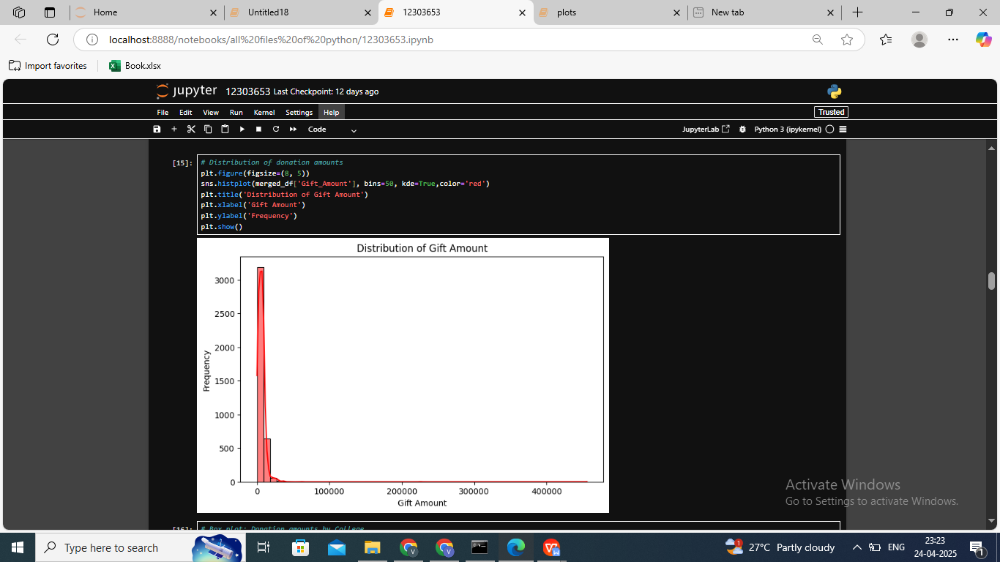 Home
Untitled18
12303653
plots
New tab
localhost:8888/notebooks/all%20files%20of%20python/12303653.ipynb
Import favorites
Book.xlsx
jupyter 12303653 Last Checkpoint: 12 days ago
File Edit View Run Kernel Settings Help
Trusted
Code
JupyterLab
Python 3 (ipykernel)
[15]:
# Distribution of donation amounts
plt.figure(figsize=(8, 5))
sns.histplot(merged_df['Gift_Amount'], bins=50, kde=True,color='red')
plt.title('Distribution of Gift Amount')
plt.xlabel('Gift Amount')
plt.ylabel('Frequency')
plt.show()
Distribution of Gift Amount
Frequency
3000
2500
2000
1500
1000
500
0
0 100000 200000 300000 400000
Gift Amount
[16]:
# Box plot: Donation amounts by College
Activate Windows
Go to Settings to activate Windows.
Type here to search
1
27°C Partly cloudy
ENG
23:23
24-04-2025
1